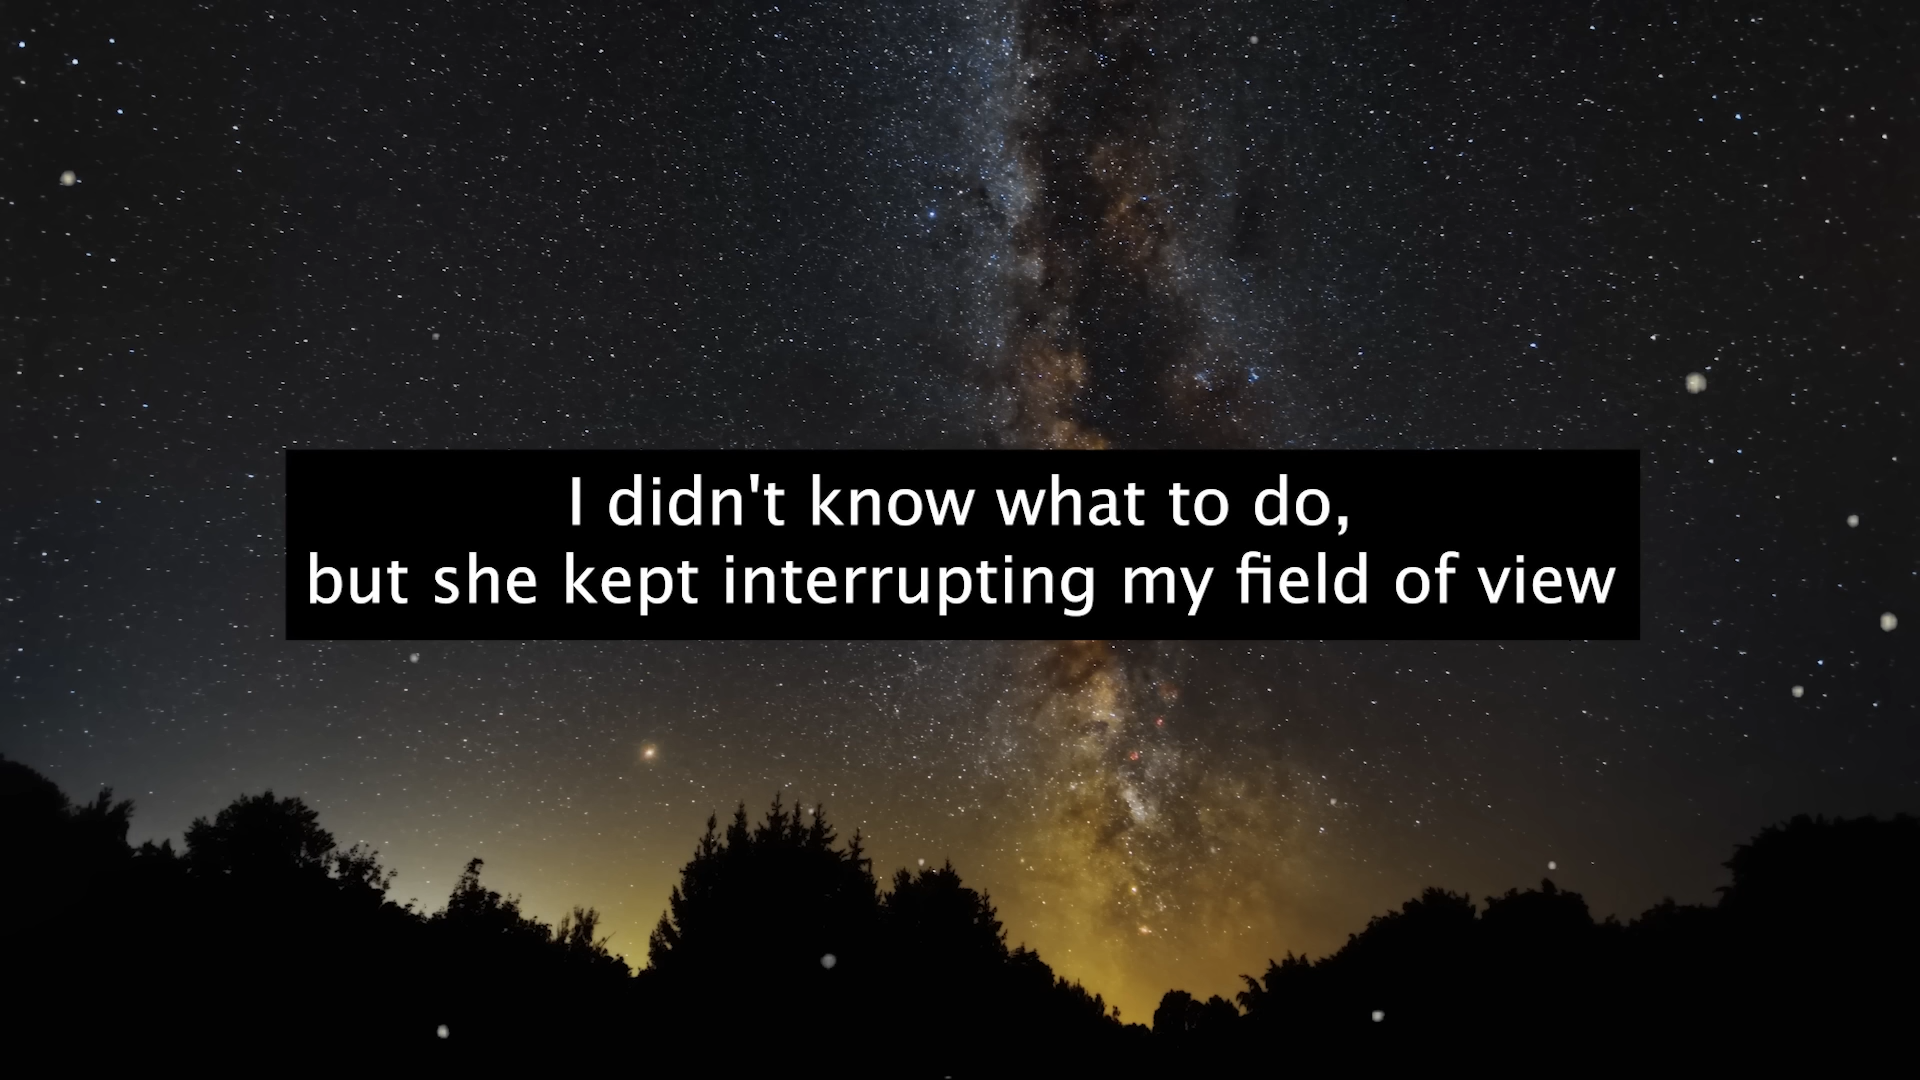 I didn't know what to do,
but she kept interrupting my field of view